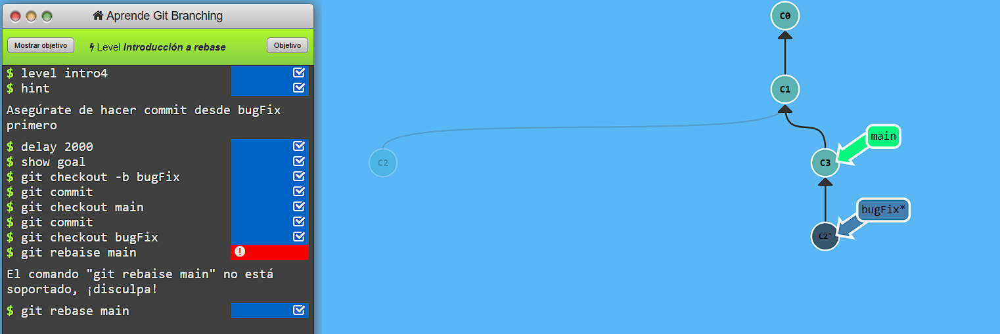 Aprende Git Branching
Mostrar objetivo
Level Introducción a rebase
Objetivo
$ level intro4
$ hint
Asegúrate de hacer commit desde bugFix
primero
$ delay 2000
$ show goal
$ git checkout -b bugFix
$ git commit
$ git checkout main
$ git commit
$ git checkout bugFix
$ git rebaise main
El comando "git rebaise main" no está
soportado, ¡disculpa!
$ git rebase main
C0
C1
main
C2
C3
bugFix*
C2'